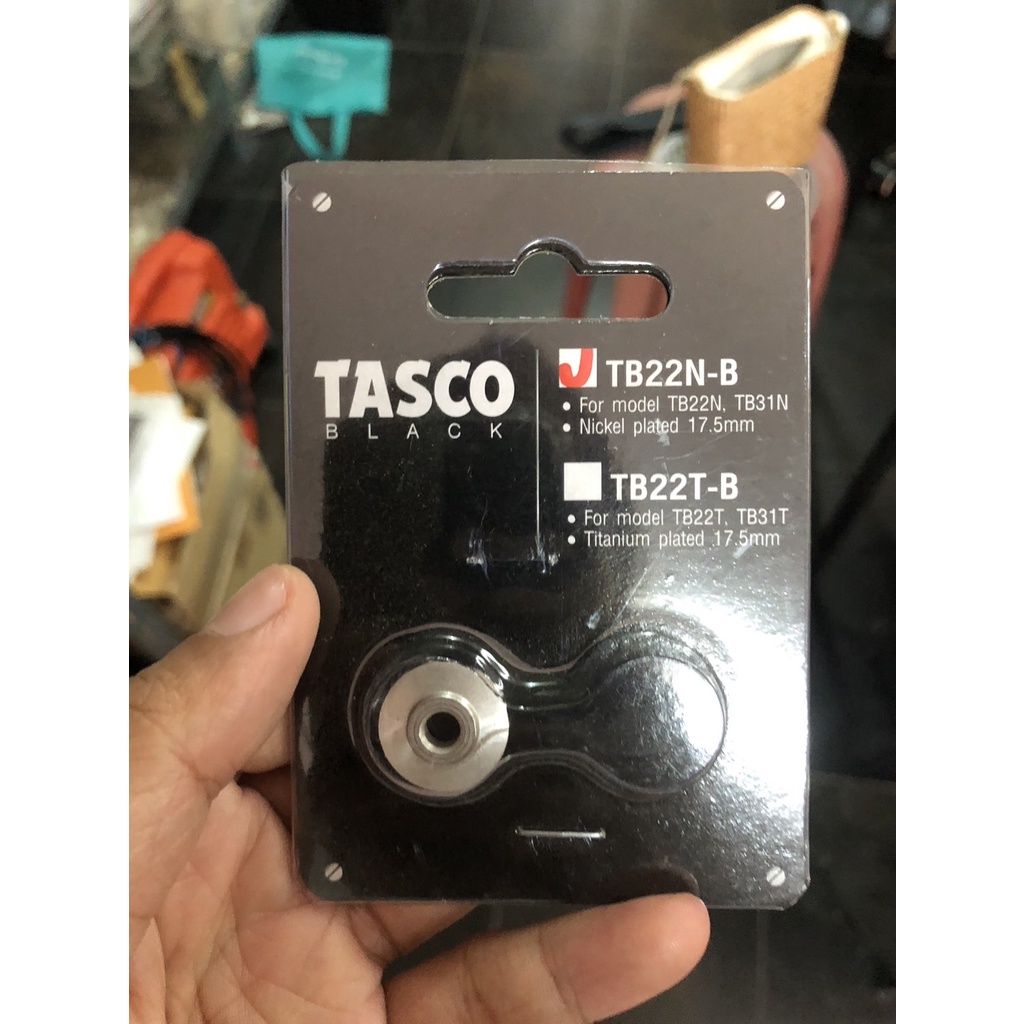 TASCO
BLACK
TB22N-B
• For model TB22N, TB31N
• Nickel plated 17.5mm
TB22T-B
• For model TB22T, TB31T
• Titanium plated 17.5mm